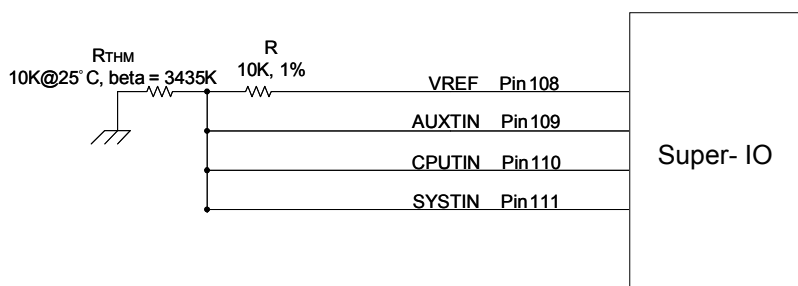 RTHM
10K@25°C, beta = 3435K
R
10K, 1%
VREF Pin 108
AUXTIN Pin 109
CPUTIN Pin 110
SYSTIN Pin 111
Super- IO